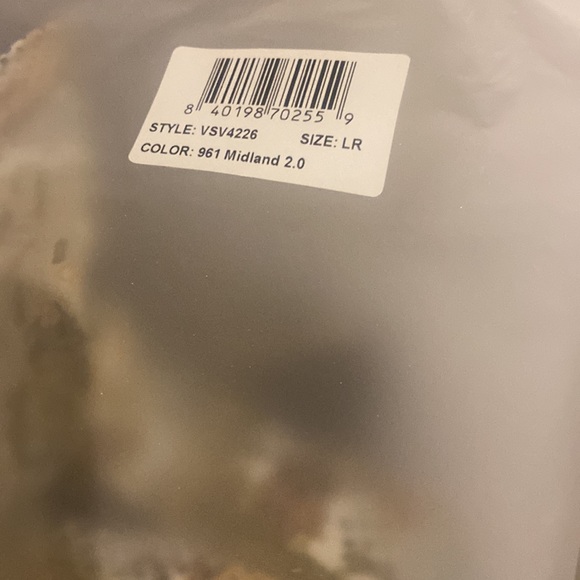 8 40198 70255 9
STYLE: VSV4226 SIZE: LR
COLOR: 961 Midland 2.0